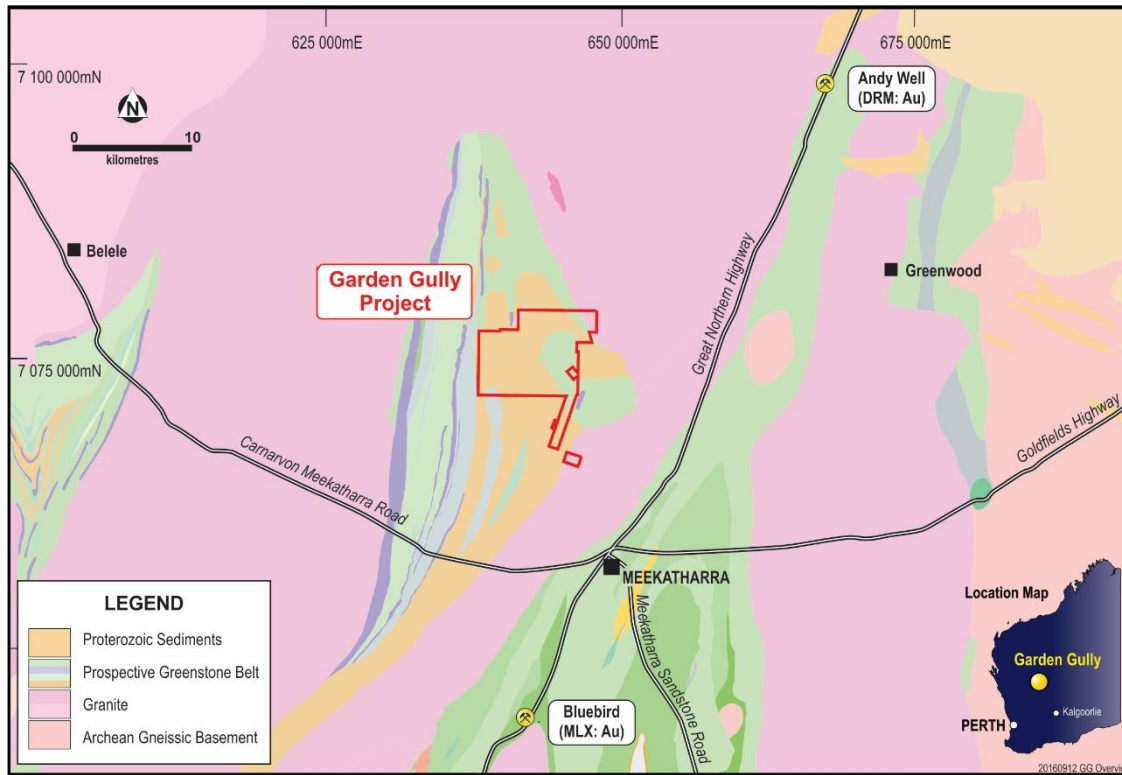 625 000mE
650 000mE
675 000mE
7 100 000mN
N
0
10
kilometres
Andy Well
(DRM: Au)
Belele
Garden Gully
Project
Greenwood
Great Northern Highway
7 075 000mN
Goldfields Highway
Carnarvon Meekatharra Road
MEEKATHARRA
Meekatharra Sandstone Road
Bluebird
(MLX: Au)
LEGEND
Proterozoic Sediments
Prospective Greenstone Belt
Granite
Archean Gneissic Basement
Location Map
Garden Gully
Kalgoorlie
PERTH
20160912 GG Overvie